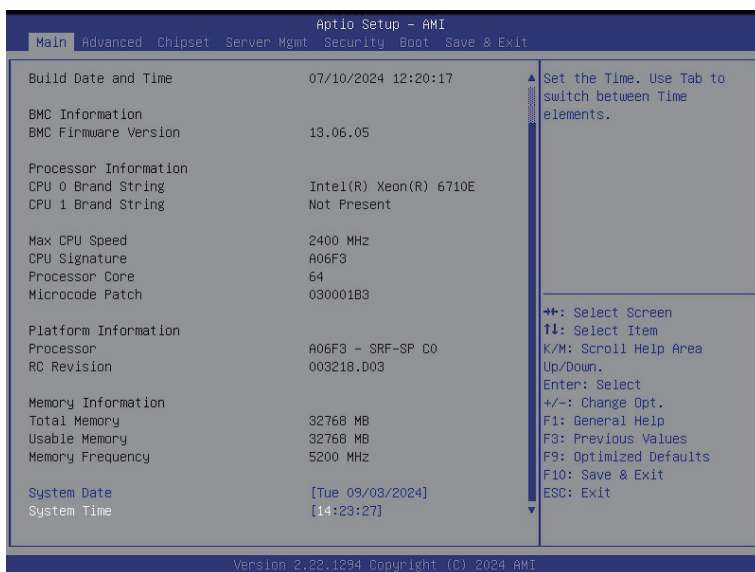 Aptio Setup - AMI
Main Advanced Chipset Server Mgmt Security Boot Save & Exit
Build Date and Time 07/10/2024 12:20:17
BMC Information
BMC Firmware Version 13.06.05
Processor Information
CPU 0 Brand String Intel(R) Xeon(R) 6710E
CPU 1 Brand String Not Present
Max CPU Speed 2400 MHz
CPU Signature A06F3
Processor Core 64
Microcode Patch 030001B3
Platform Information
Processor A06F3 - SRF-SP C0
RC Revision 003218.D03
Memory Information
Total Memory 32768 MB
Usable Memory 32768 MB
Memory Frequency 5200 MHz
System Date [Tue 09/03/2024]
System Time [14:23:27]
Set the Time. Use Tab to
switch between Time
elements.
→←: Select Screen
↑↓: Select Item
K/M: Scroll Help Area
Up/Down.
Enter: Select
+/-: Change Opt.
F1: General Help
F3: Previous Values
F9: Optimized Defaults
F10: Save & Exit
ESC: Exit
Version 2.22.1294 Copyright (C) 2024 AMI